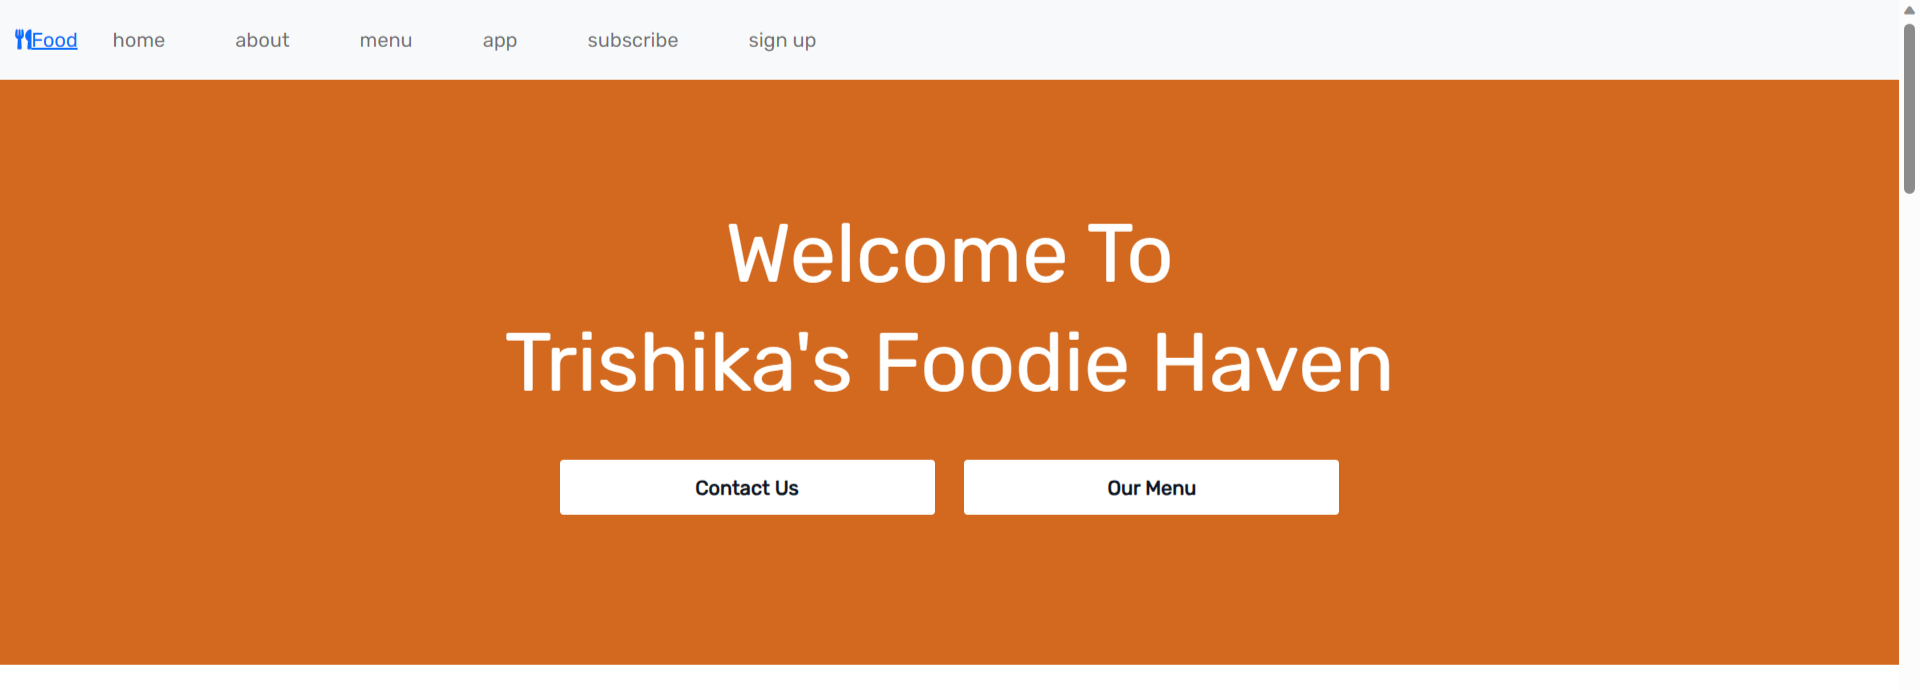 Food home about menu app subscribe sign up
Welcome To
Trishika's Foodie Haven
Contact Us Our Menu